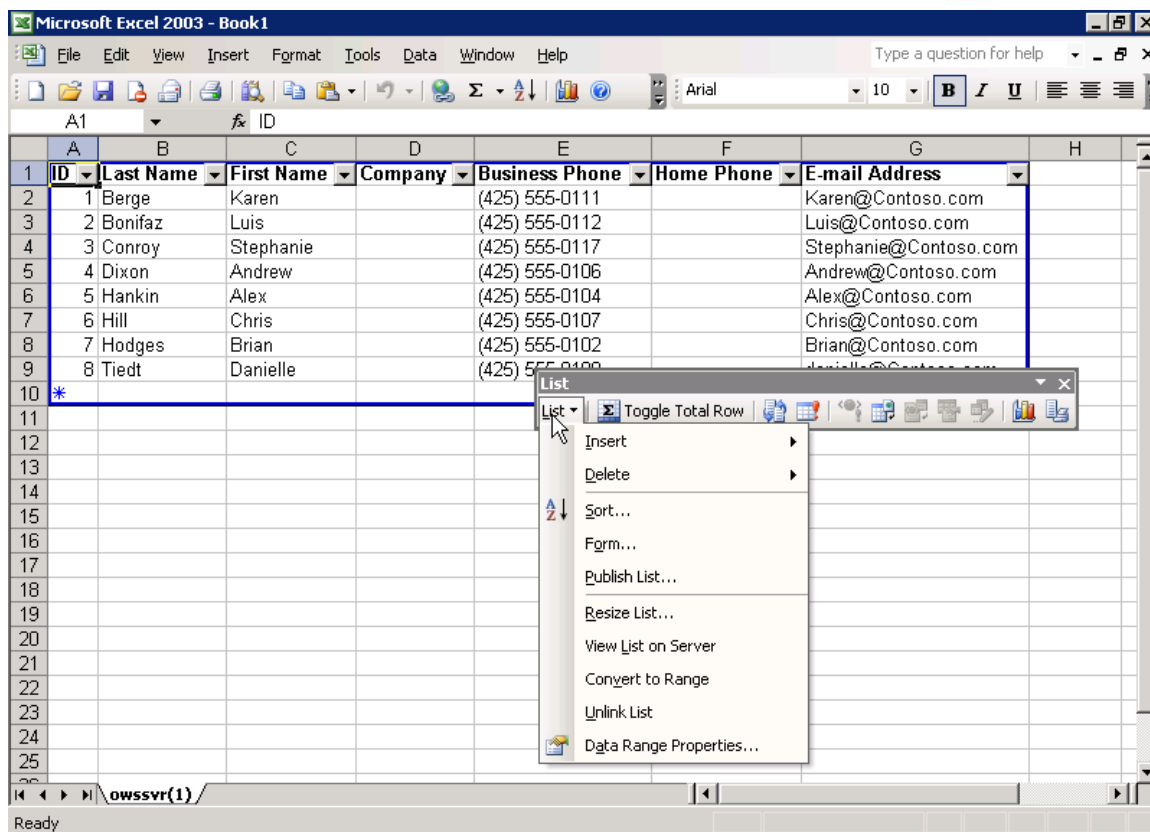 Microsoft Excel 2003 - Book1
File Edit View Insert Format Tools Data Window Help Type a question for help
Arial 10 B I U
A1 fx ID
A B C D E F G H
1 ID Last Name First Name Company Business Phone Home Phone E-mail Address
2 1 Berge Karen (425) 555-0111 Karen@Contoso.com
3 2 Bonifaz Luis (425) 555-0112 Luis@Contoso.com
4 3 Conroy Stephanie (425) 555-0117 Stephanie@Contoso.com
5 4 Dixon Andrew (425) 555-0106 Andrew@Contoso.com
6 5 Hankin Alex (425) 555-0104 Alex@Contoso.com
7 6 Hill Chris (425) 555-0107 Chris@Contoso.com
8 7 Hodges Brian (425) 555-0102 Brian@Contoso.com
9 8 Tiedt Danielle (425)
List
10 *
List Σ Toggle Total Row
11
12
Insert
13
Delete
14
15
Sort...
16
Form...
17
Publish List...
18
19
Resize List...
20
View List on Server
21
22
Convert to Range
23
Unlink List
24
Data Range Properties...
25
owssvr(1)
Ready